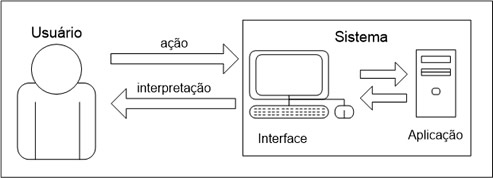 Usuário
ação
interpretação
Sistema
Interface
Aplicação